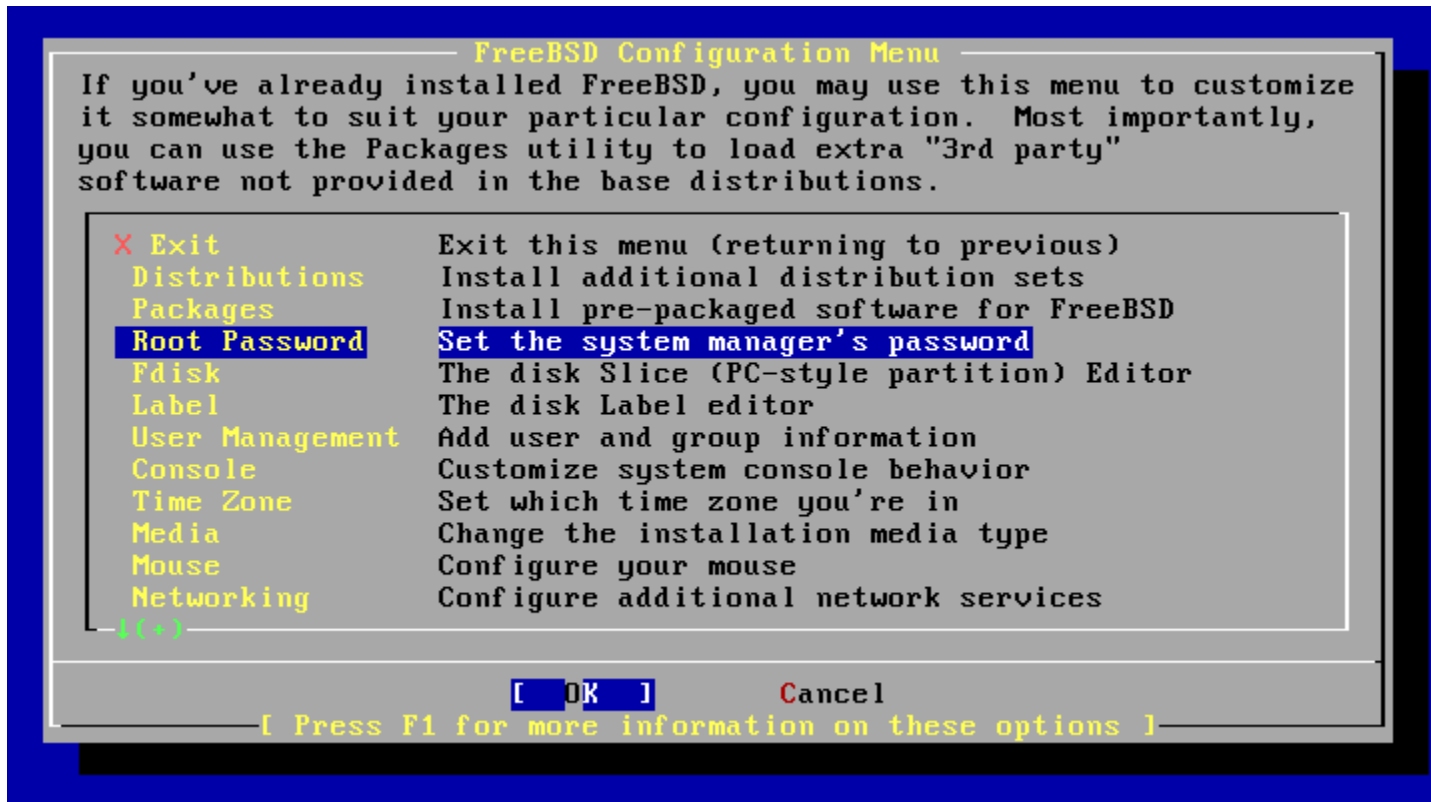 FreeBSD Configuration Menu
If you've already installed FreeBSD, you may use this menu to customize
it somewhat to suit your particular configuration.  Most importantly,
you can use the Packages utility to load extra "3rd party"
software not provided in the base distributions.
X Exit Exit this menu (returning to previous)
Distributions Install additional distribution sets
Packages Install pre-packaged software for FreeBSD
Root Password Set the system manager's password
Fdisk The disk Slice (PC-style partition) Editor
Label The disk Label editor
User Management Add user and group information
Console Customize system console behavior
Time Zone Set which time zone you're in
Media Change the installation media type
Mouse Configure your mouse
Networking Configure additional network services
↓(+)
[ OK ] Cancel
[ Press F1 for more information on these options ]